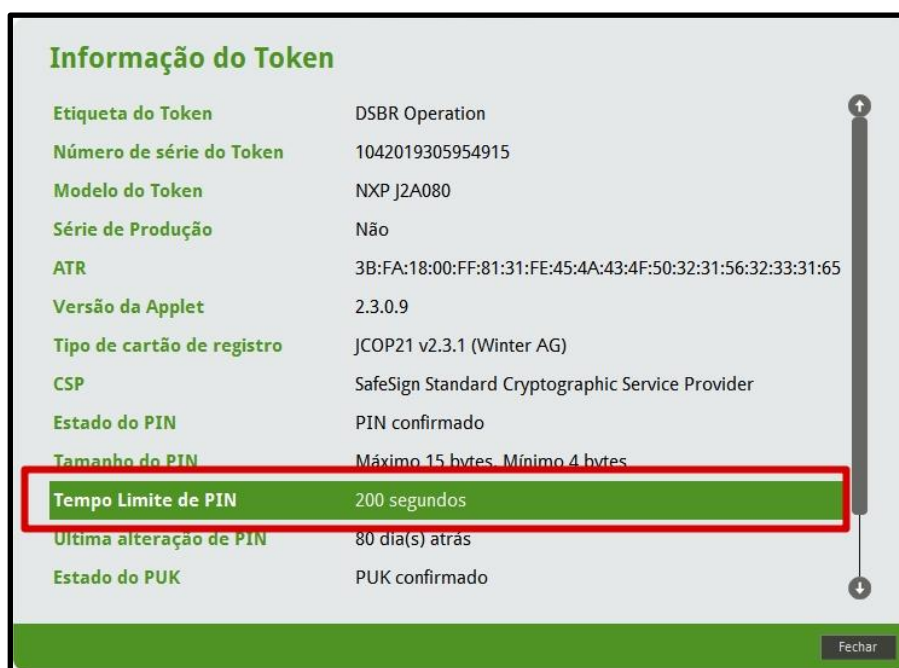 Informação do Token
Etiqueta do Token DSBR Operation
Número de série do Token 1042019305954915
Modelo do Token NXP J2A080
Série de Produção Não
ATR 3B:FA:18:00:FF:81:31:FE:45:4A:43:4F:50:32:31:56:32:33:31:65
Versão da Applet 2.3.0.9
Tipo de cartão de registro JCOP21 v2.3.1 (Winter AG)
CSP SafeSign Standard Cryptographic Service Provider
Estado do PIN PIN confirmado
Tamanho do PIN Máximo 15 bytes, Mínimo 4 bytes
Tempo Limite de PIN 200 segundos
Última alteração de PIN 80 dia(s) atrás
Estado do PUK PUK confirmado
Fechar